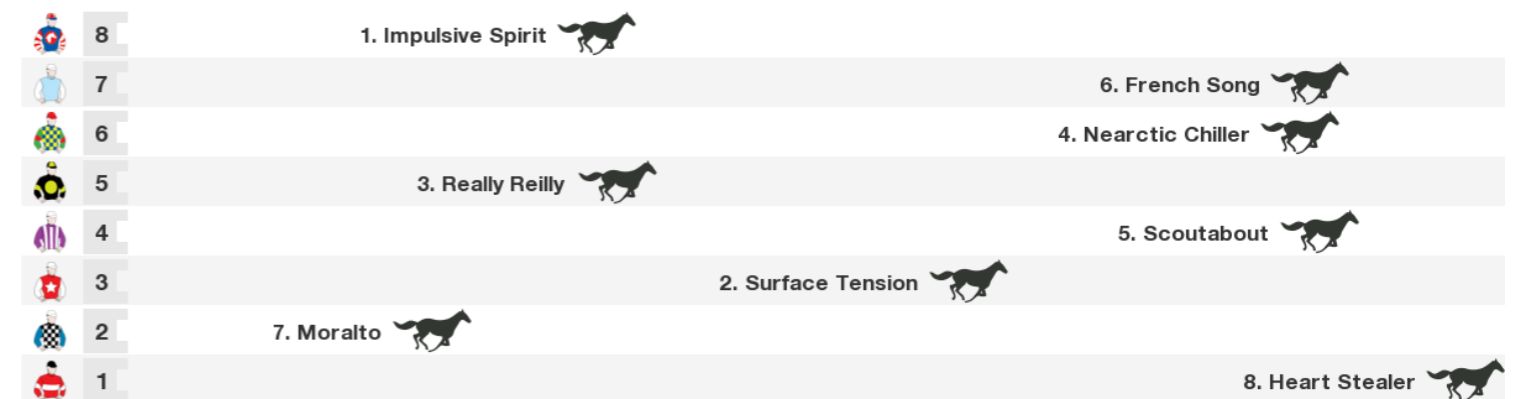 8 1. Impulsive Spirit
7 6. French Song
6 4. Nearctic Chiller
5 3. Really Reilly
4 5. Scoutabout
3 2. Surface Tension
2 7. Moralto
1 8. Heart Stealer